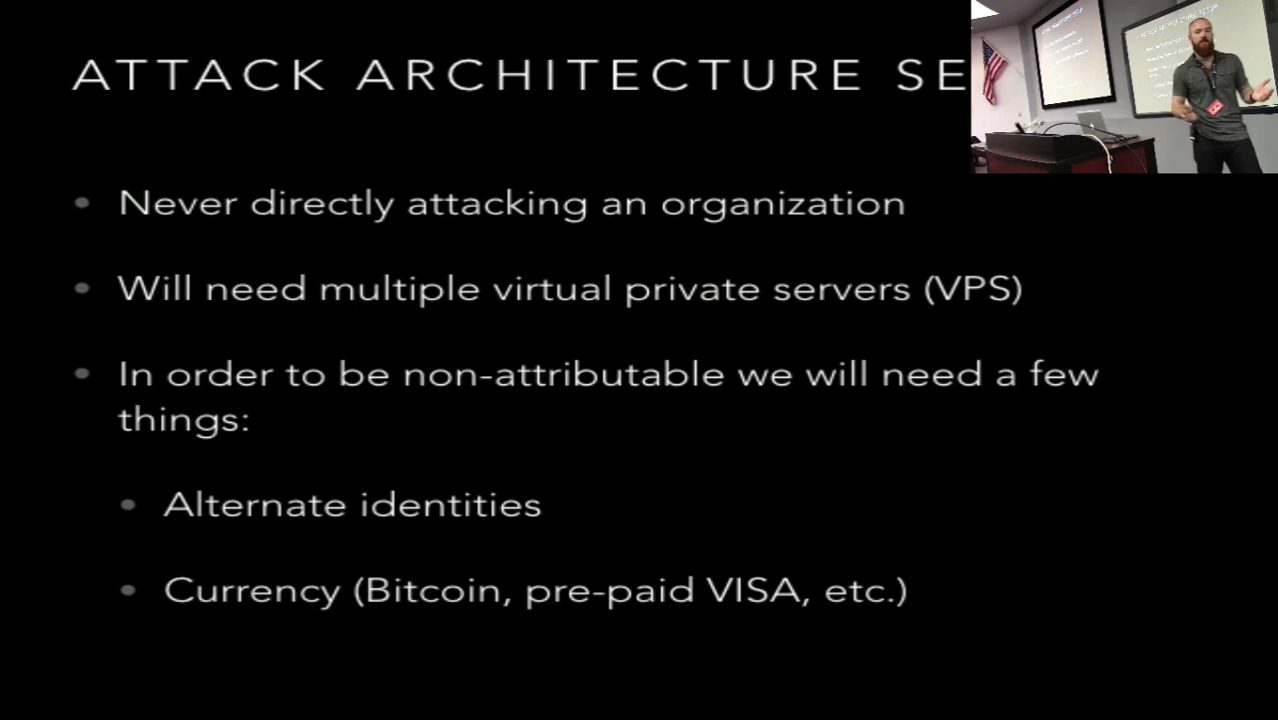 ATTACK ARCHITECTURE SE
• Never directly attacking an organization
• Will need multiple virtual private servers (VPS)
• In order to be non-attributable we will need a few
things:
• Alternate identities
• Currency (Bitcoin, pre-paid VISA, etc.)